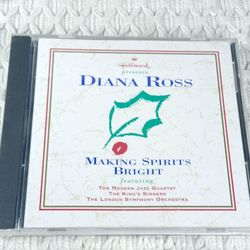 Hallmark
presents
DIANA ROSS
MAKING SPIRITS
BRIGHT
featuring
THE MODERN JAZZ QUARTET
THE KING'S SINGERS
THE LONDON SYMPHONY ORCHESTRA